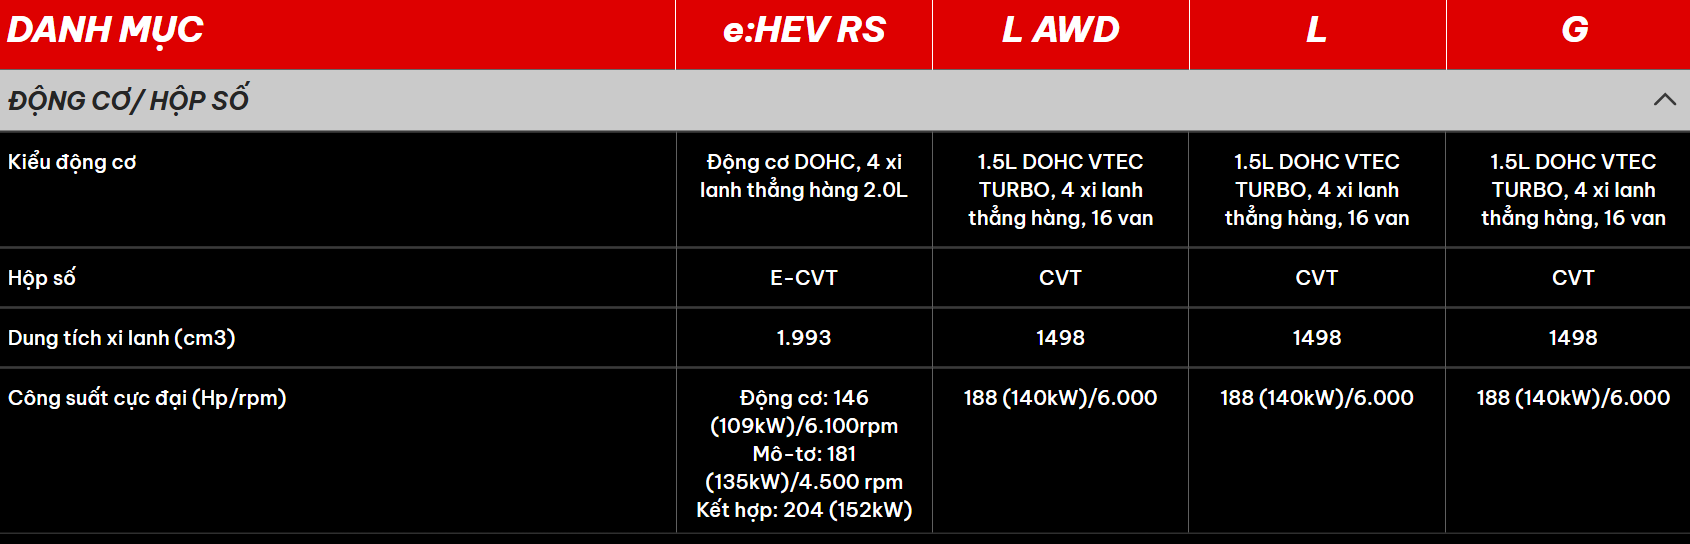 DANH MỤC
e:HEV RS
L AWD
L
G
ĐỘNG CƠ/ HỘP SỐ
Kiểu động cơ
Động cơ DOHC, 4 xi
lanh thẳng hàng 2.0L
1.5L DOHC VTEC
TURBO, 4 xi lanh
thẳng hàng, 16 van
1.5L DOHC VTEC
TURBO, 4 xi lanh
thẳng hàng, 16 van
1.5L DOHC VTEC
TURBO, 4 xi lanh
thẳng hàng, 16 van
Hộp số
E-CVT
CVT
CVT
CVT
Dung tích xi lanh (cm3)
1.993
1498
1498
1498
Công suất cực đại (Hp/rpm)
Động cơ: 146
(109kW)/6.100rpm
Mô-tơ: 181
(135kW)/4.500 rpm
Kết hợp: 204 (152kW)
188 (140kW)/6.000
188 (140kW)/6.000
188 (140kW)/6.000